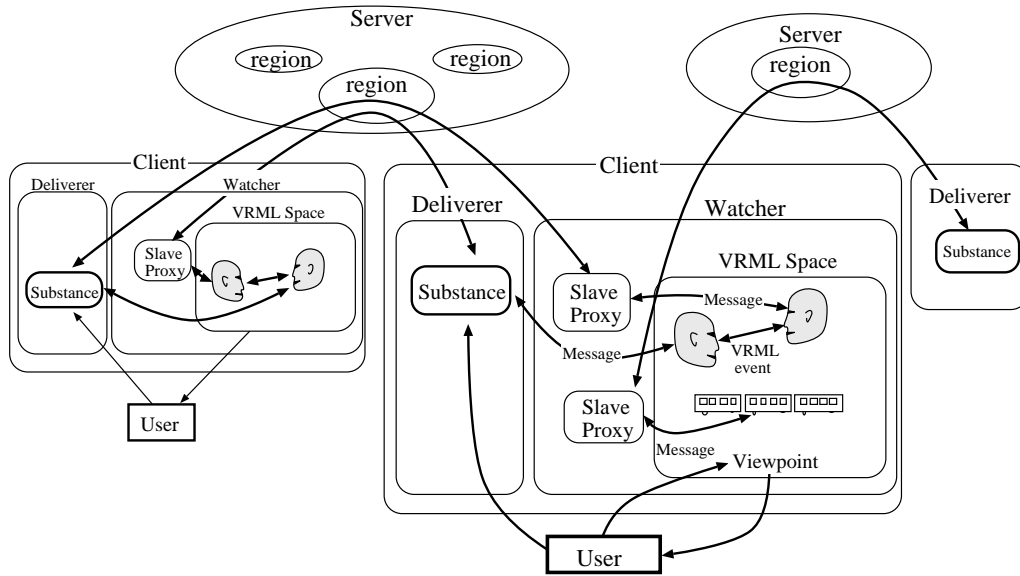 Server
region
region
region
Server
region
Client
Deliverer
Watcher
VRML Space
Slave
Proxy
Substance
User
Client
Deliverer
Watcher
VRML Space
Substance
Slave
Proxy
Message
Message
VRML
event
Slave
Proxy
Message
Viewpoint
User
Deliverer
Substance